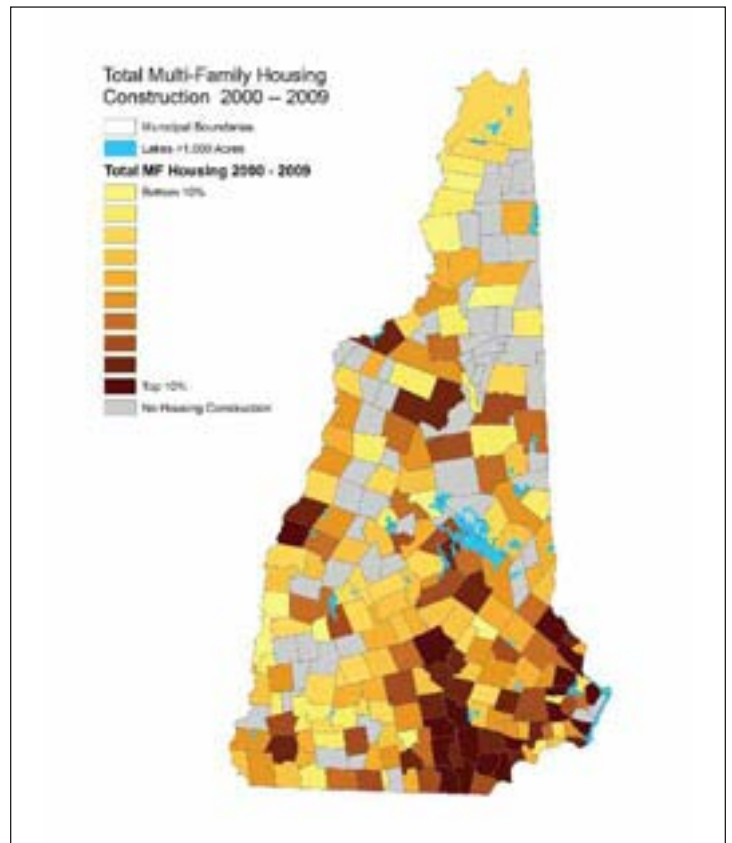 Total Multi-Family Housing
Construction 2000 -- 2009
Municipal Boundaries
Lakes >1,000 Acres
Total MF Housing 2000 - 2009
Bottom 10%
Top 10%
No Housing Construction